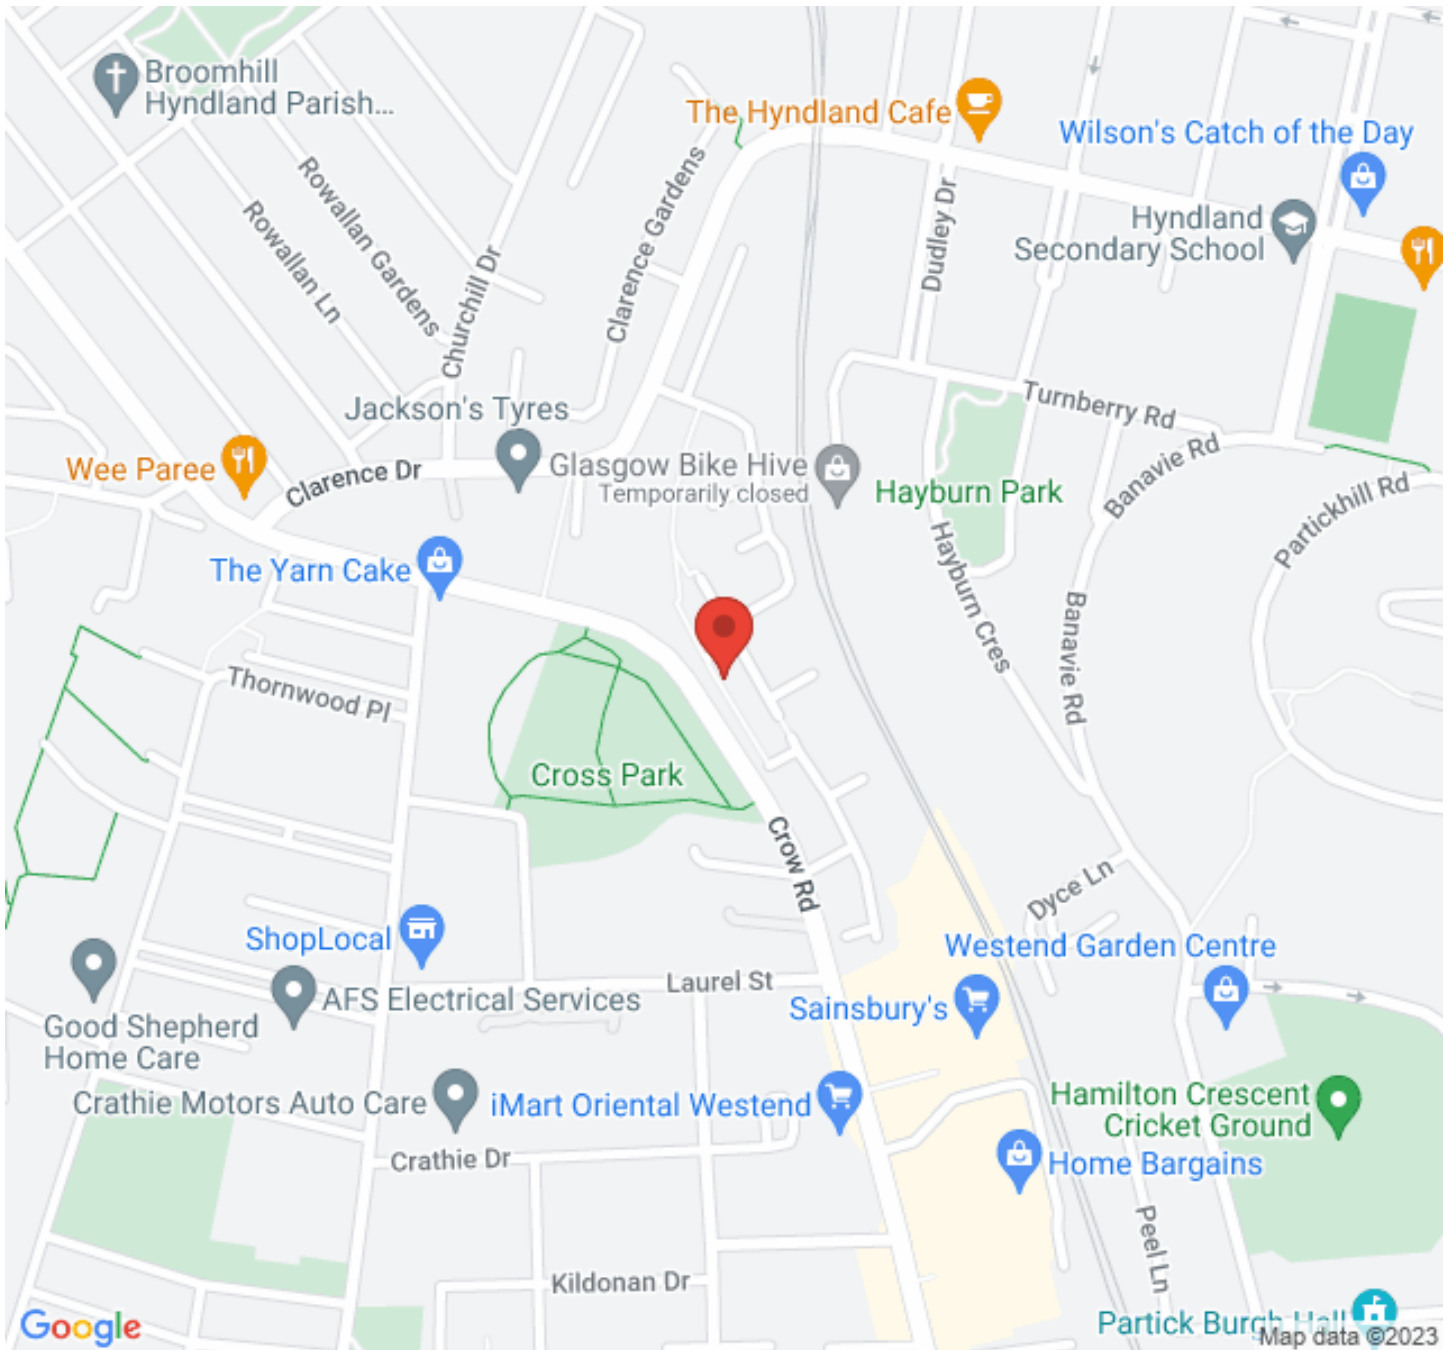 Broomhill
Hyndland Parish...
The Hyndland Cafe
Wilson's Catch of the Day
Rowallan Gardens
Rowallan Ln
Clarence Gardens
Dudley Dr
Hyndland
Secondary School
Churchill Dr
Jackson's Tyres
Turnberry Rd
Wee Paree
Clarence Dr
Glasgow Bike Hive
Temporarily closed
Hayburn Park
Banavie Rd
Partickhill Rd
The Yarn Cake
Hayburn Cres
Banavie Rd
Thornwood Pl
Cross Park
Crow Rd
Dyce Ln
ShopLocal
Westend Garden Centre
Laurel St
AFS Electrical Services
Sainsbury's
Good Shepherd
Home Care
Crathie Motors Auto Care
iMart Oriental Westend
Hamilton Crescent
Cricket Ground
Crathie Dr
Home Bargains
Peel Ln
Kildonan Dr
Partick Burgh Hall
Google
Map data ©2023